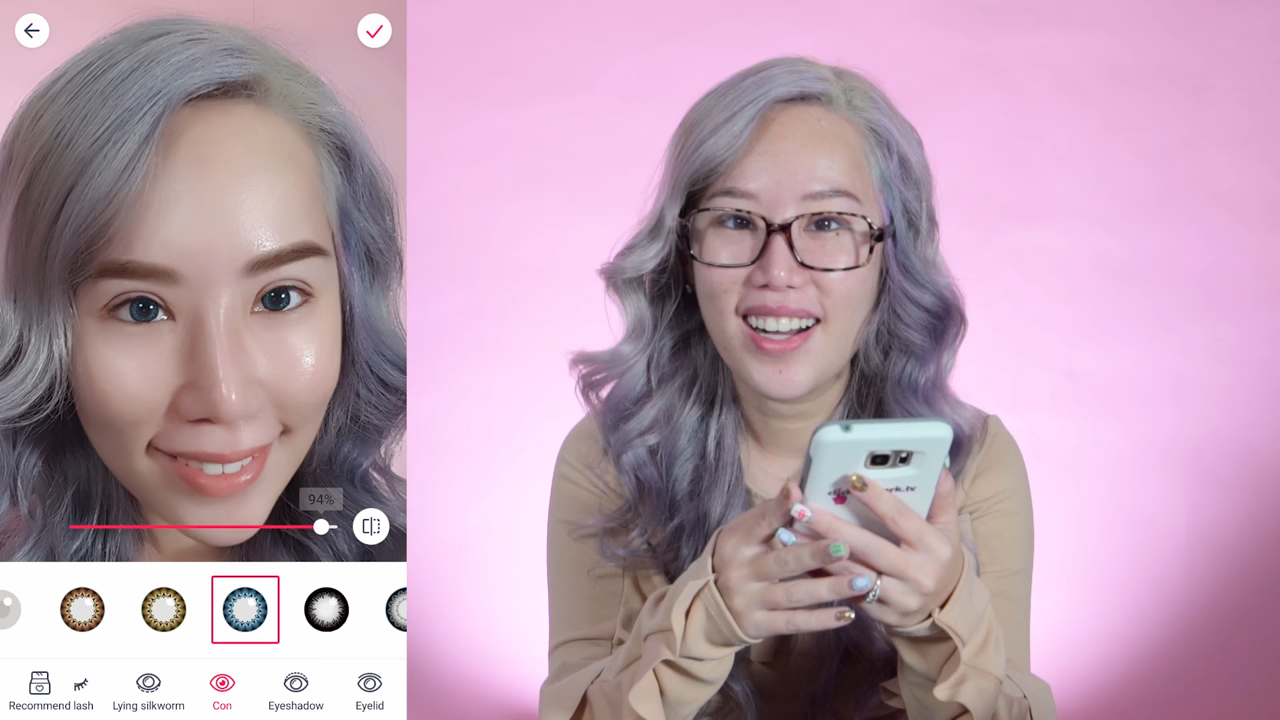 94%
Recommend lash
Lying silkworm
Con
Eyeshadow
Eyelid